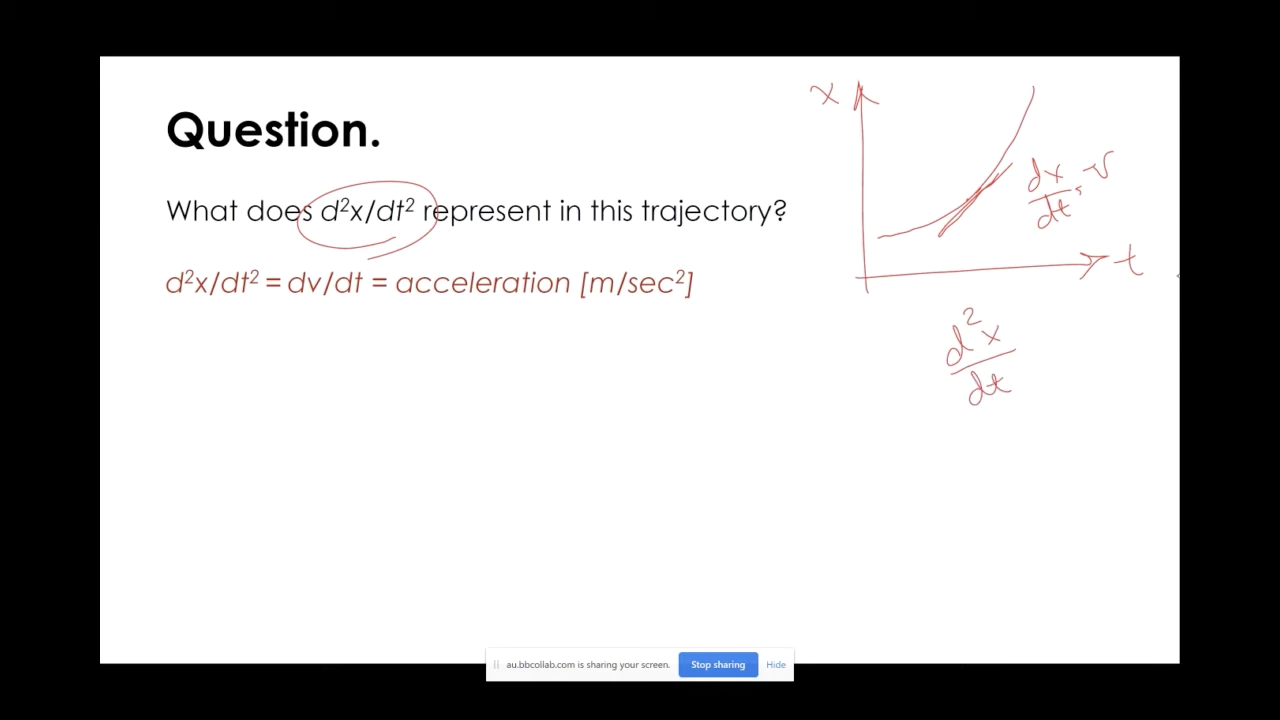 Question.
What does d²x/dt² represent in this trajectory?
d²x/dt² = dv/dt = acceleration [m/sec²]
x
dx
dt
v
t
d²x
dt
au.bbcollab.com is sharing your screen.
Stop sharing
Hide